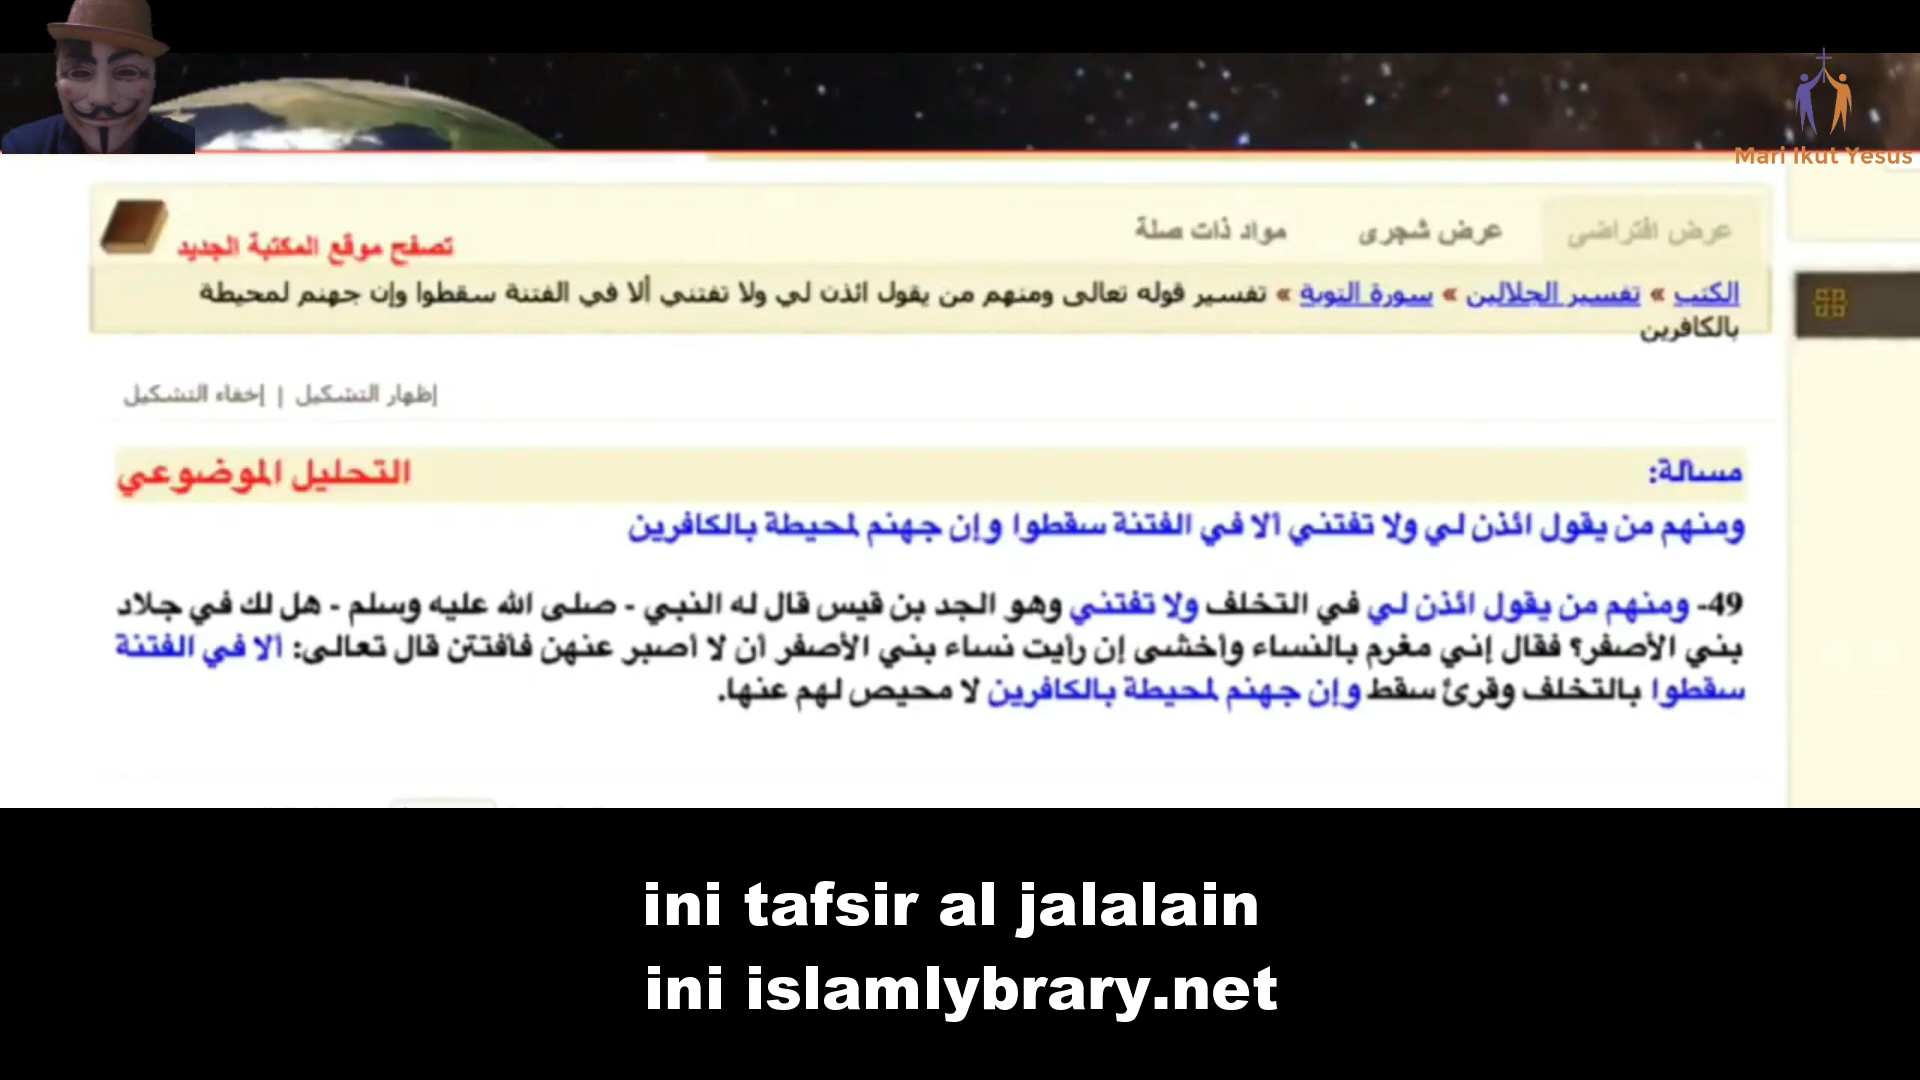 Mari Ikut Yesus
عرض افتراضي عرض شجري مواد ذات صلة
تصفح موقع المكتبة الجديد
الكتب » تفسير الجلالين » سورة التوبة » تفسير قوله تعالى ومنهم من يقول ائذن لي ولا تفتني ألا في الفتنة سقطوا وإن جهنم لمحيطة
بالكافرين
إظهار التشكيل | إخفاء التشكيل
مسألة: التحليل الموضوعي
ومنهم من يقول ائذن لي ولا تفتني ألا في الفتنة سقطوا وإن جهنم لمحيطة بالكافرين
49- ومنهم من يقول ائذن لي في التخلف ولا تفتني وهو الجد بن قيس قال له النبي - صلى الله عليه وسلم - هل لك في جلاد
بني الأصفر؟ فقال إني مغرم بالنساء وأخشى إن رأيت نساء بني الأصفر أن لا أصبر عنهن فأفتتن قال تعالى: ألا في الفتنة
سقطوا بالتخلف وقرئ سقط وإن جهنم لمحيطة بالكافرين لا محيص لهم عنها.
ini tafsir al jalalain
ini islamlybrary.net